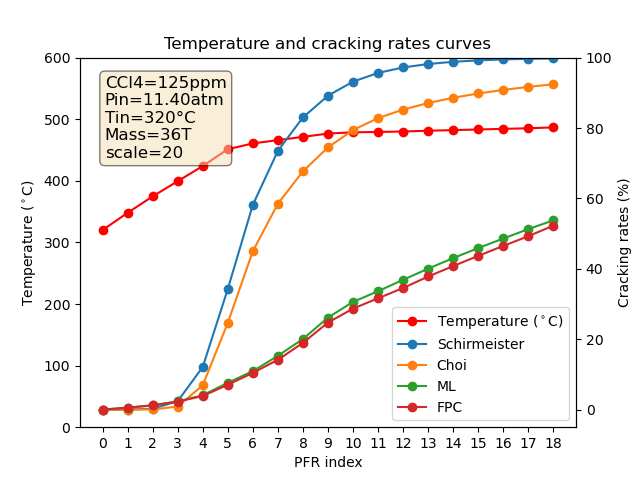 Temperature and cracking rates curves
CCl4=125ppm
Pin=11.40atm
Tin=320°C
Mass=36T
scale=20
Temperature (°C)
600
500
400
300
200
100
0
Cracking rates (%)
100
80
60
40
20
0
Temperature (°C)
Schirmeister
Choi
ML
FPC
0 1 2 3 4 5 6 7 8 9 10 11 12 13 14 15 16 17 18
PFR index